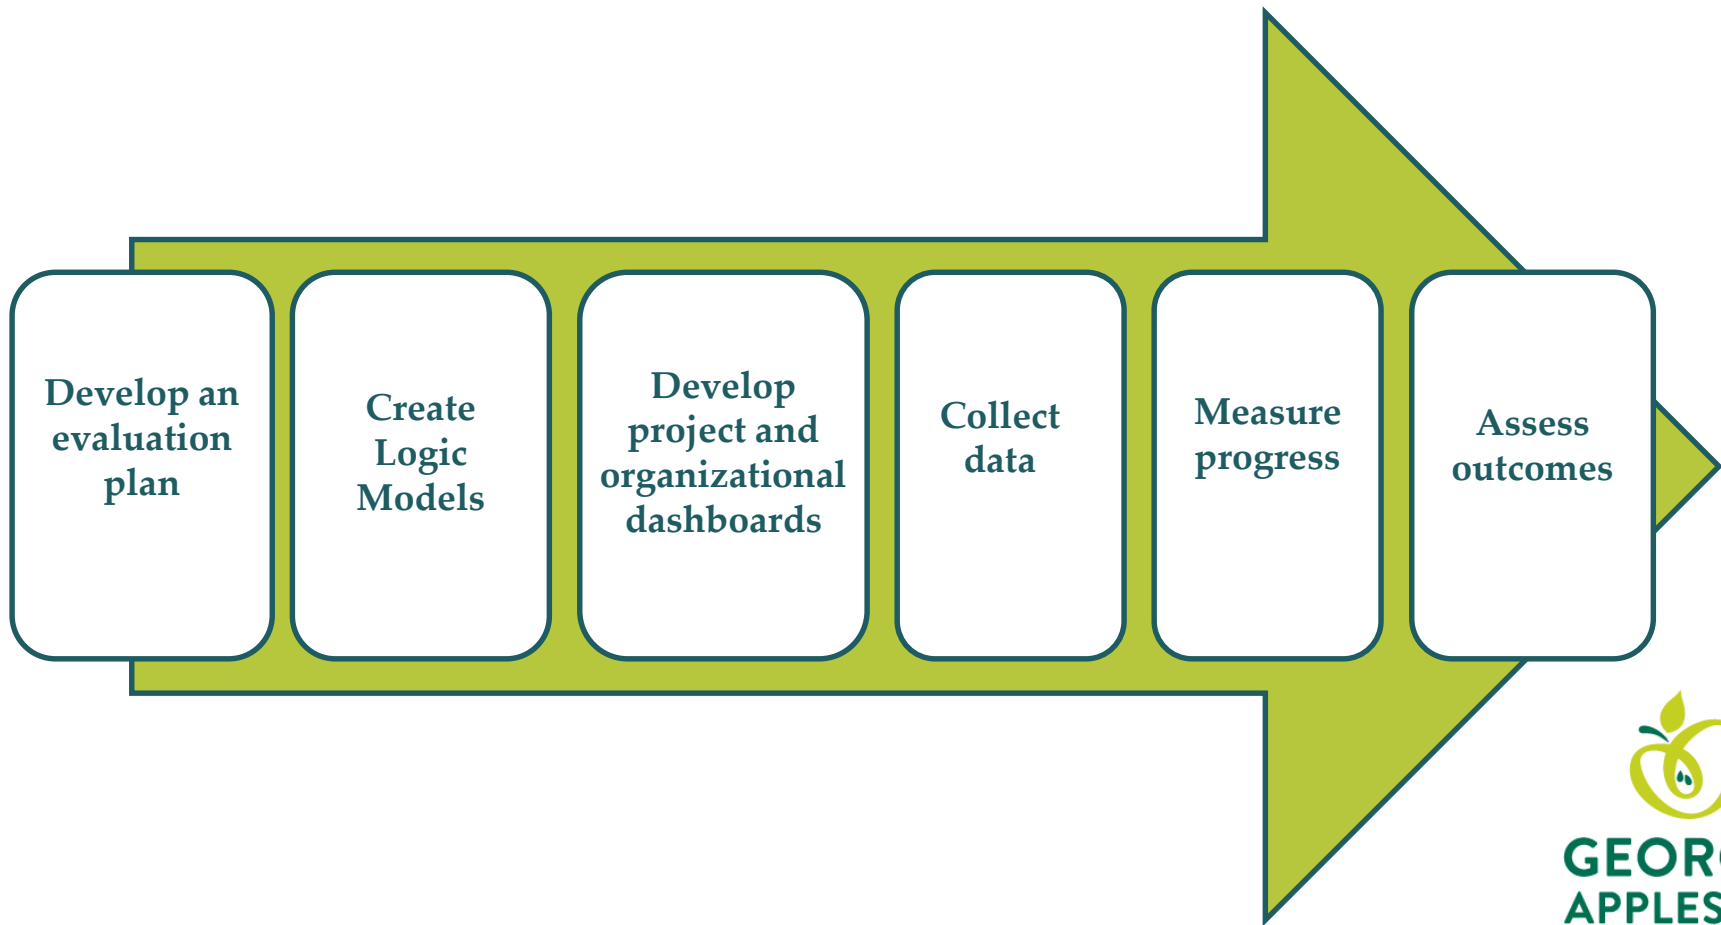 Develop an
evaluation
plan
Create
Logic
Models
Develop
project and
organizational
dashboards
Collect
data
Measure
progress
Assess
outcomes